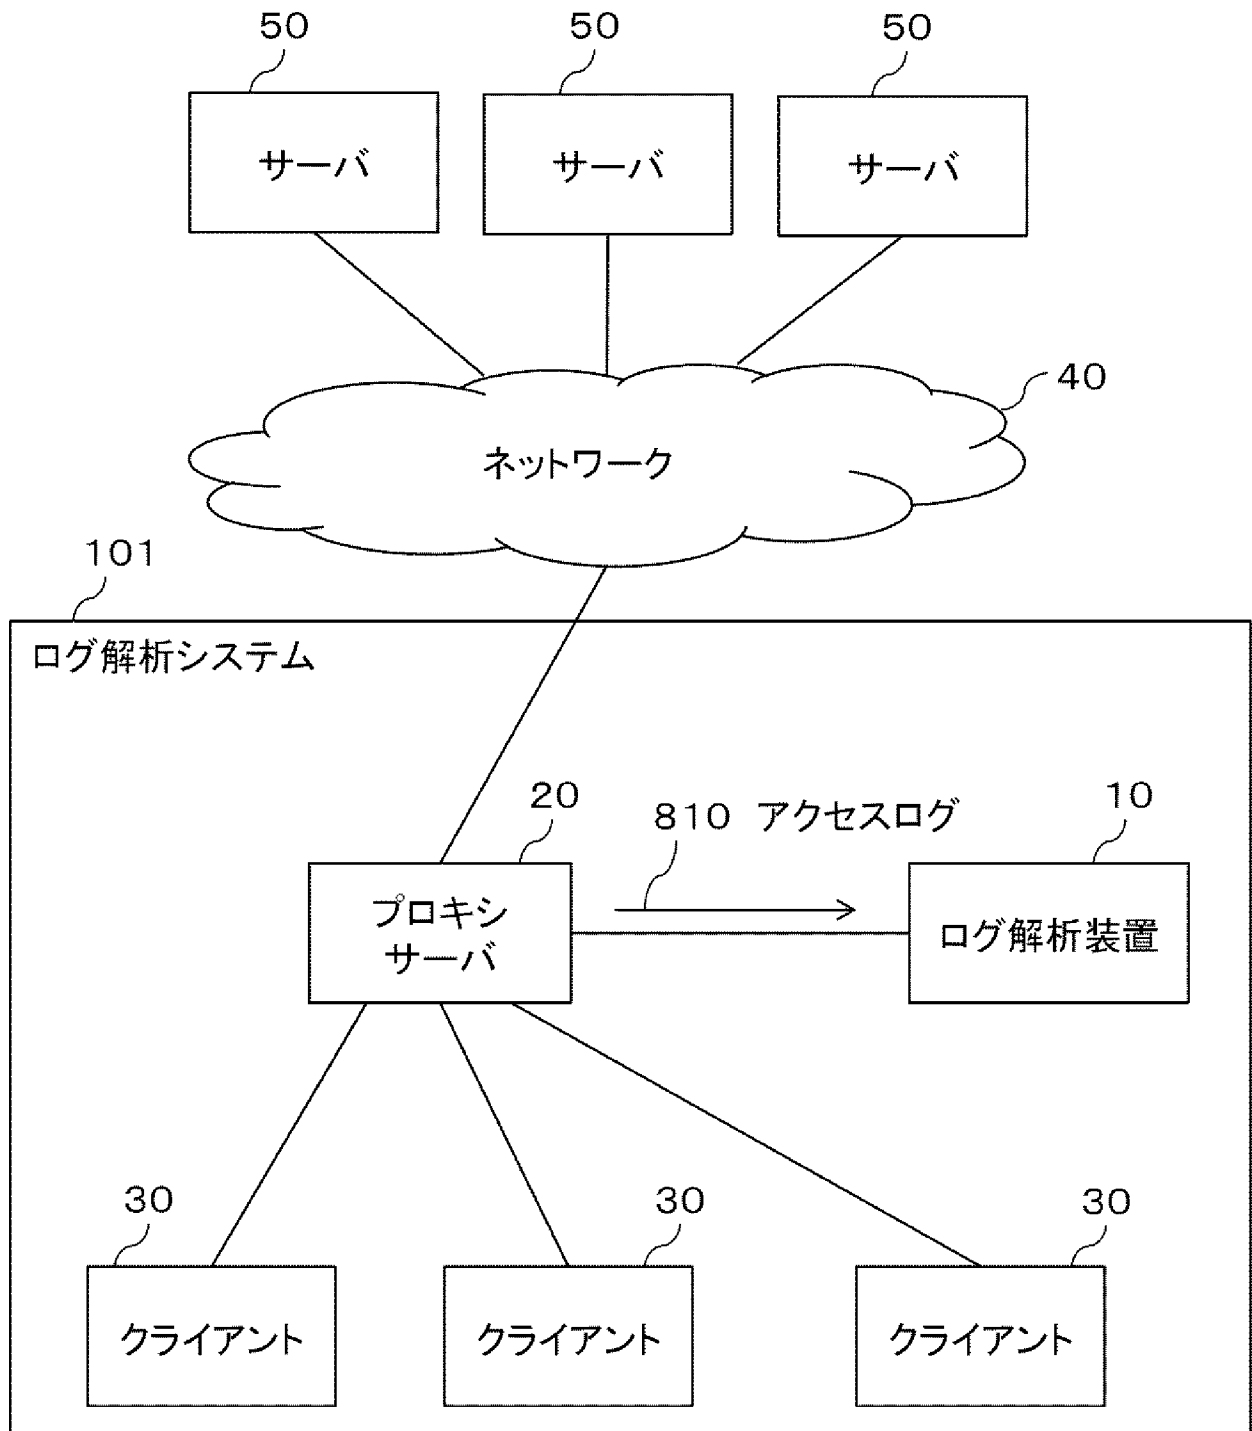 50 50 50
サーバ サーバ サーバ
40
ネットワーク
101
ログ解析システム
20 810 アクセスログ 10
プロキシ
サーバ
ログ解析装置
30 30 30
クライアント クライアント クライアント